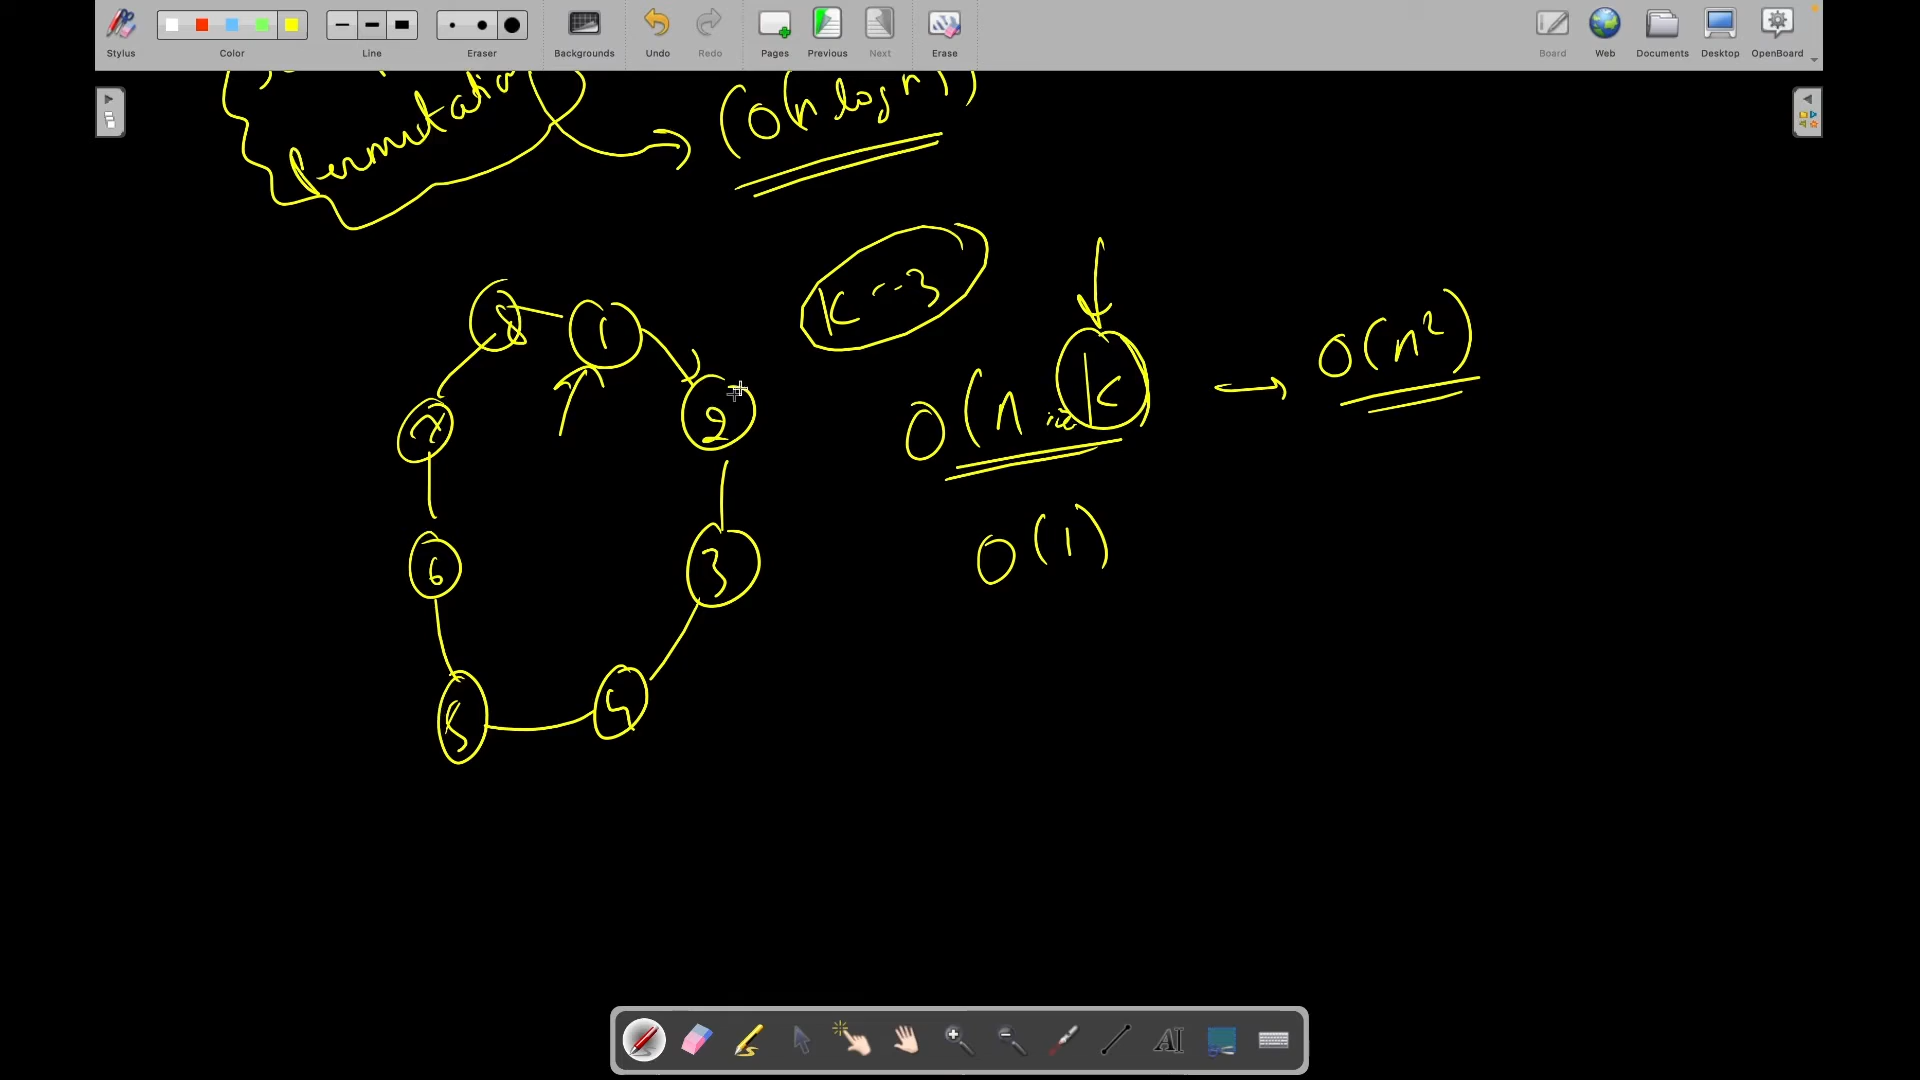 Stylus Color Line Eraser Backgrounds Undo Redo Pages Previous Next Erase Board Web Documents Desktop OpenBoard
Permutation
(O(n log n))
k = 3
8 1
2
7
3
6
5 4
O(n * k
O(n²)
O(1)
AI